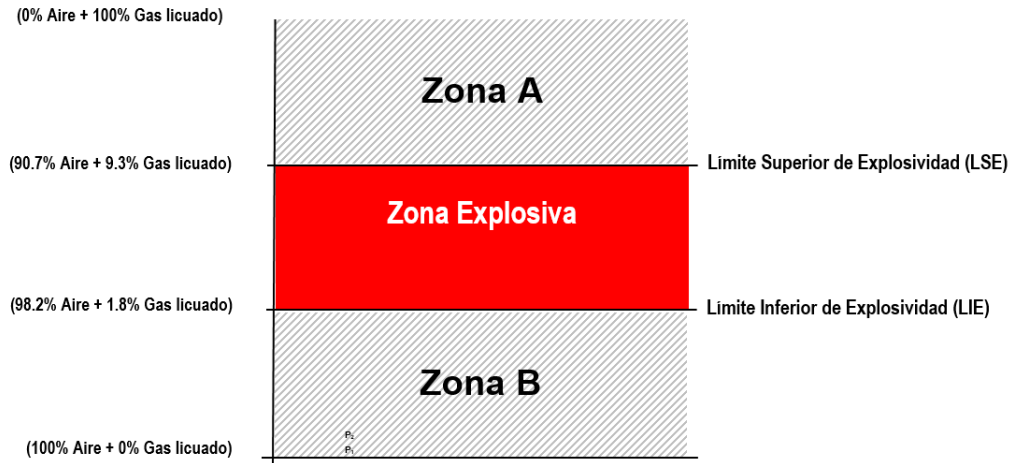 (0% Aire + 100% Gas licuado)
Zona A
(90.7% Aire + 9.3% Gas licuado)
Límite Superior de Explosividad (LSE)
Zona Explosiva
(98.2% Aire + 1.8% Gas licuado)
Límite Inferior de Explosividad (LIE)
Zona B
P₂
(100% Aire + 0% Gas licuado)
P₁